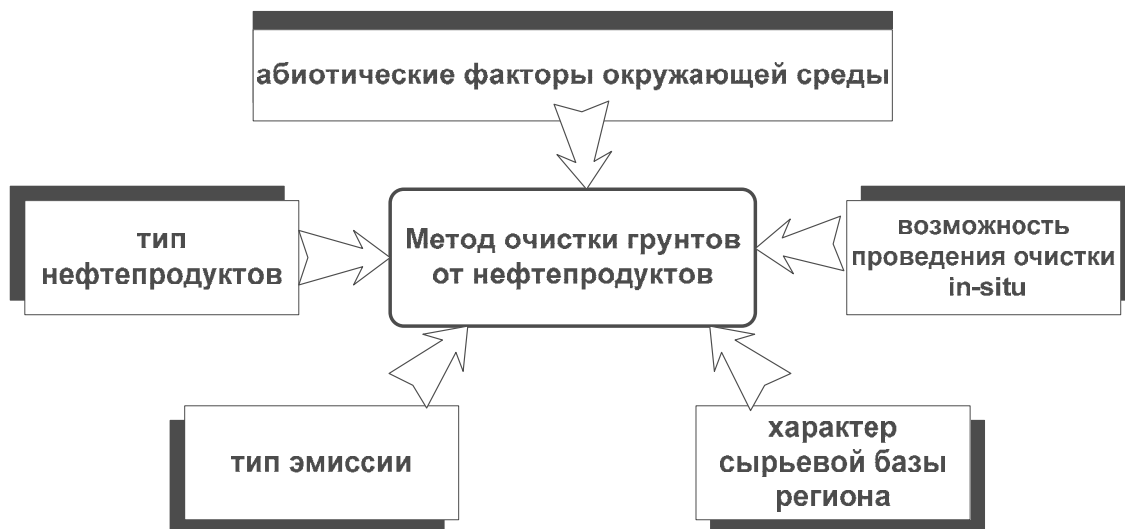 абиотические факторы окружающей среды
тип
нефтепродуктов
Метод очистки грунтов
от нефтепродуктов
возможность
проведения очистки
in-situ
тип эмиссии
характер
сырьевой базы
региона